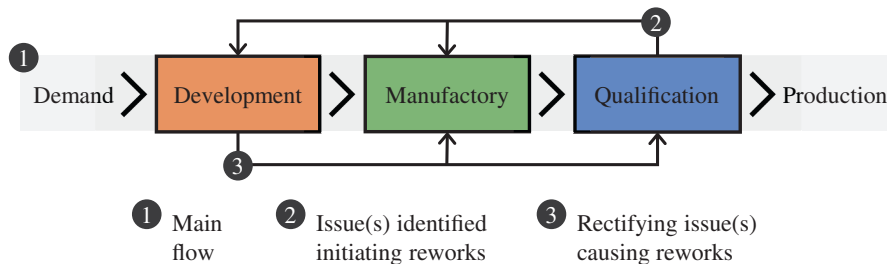 2
1
Demand Development Manufactory Qualification Production
3
1 Main 2 Issue(s) identified 3 Rectifying issue(s)
flow initiating reworks causing reworks